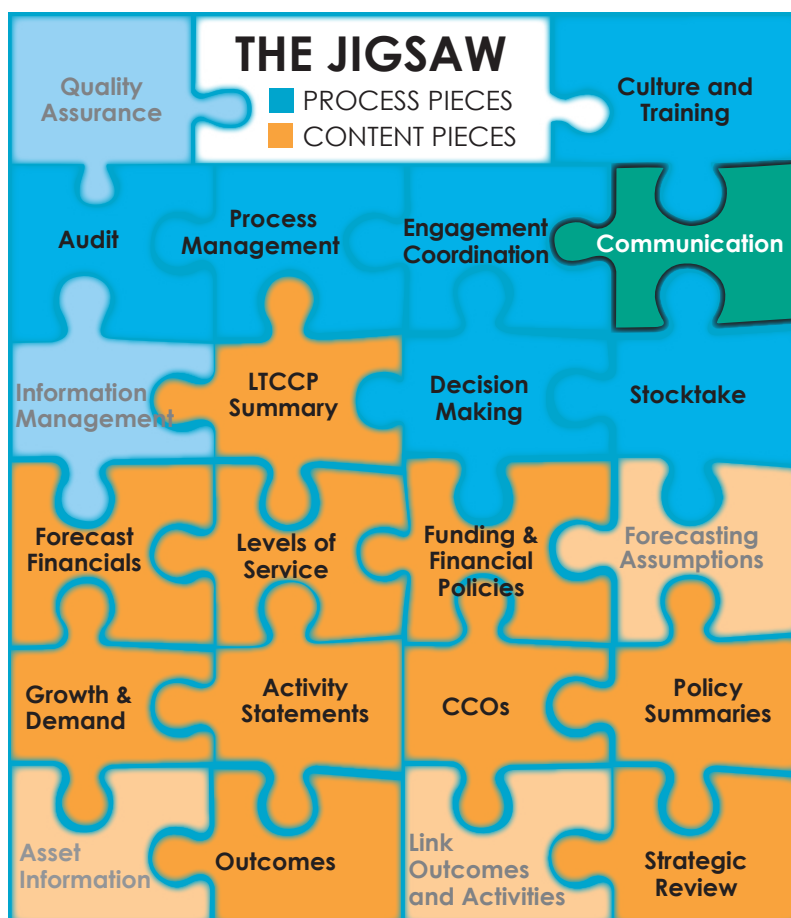 THE JIGSAW
PROCESS PIECES
CONTENT PIECES
Quality
Assurance
Culture and
Training
Audit
Process
Management
Engagement
Coordination
Communication
Information
Management
LTCCP
Summary
Decision
Making
Stocktake
Forecast
Financials
Levels of
Service
Funding &
Financial
Policies
Forecasting
Assumptions
Growth &
Demand
Activity
Statements
CCOs
Policy
Summaries
Asset
Information
Outcomes
Link
Outcomes
and Activities
Strategic
Review